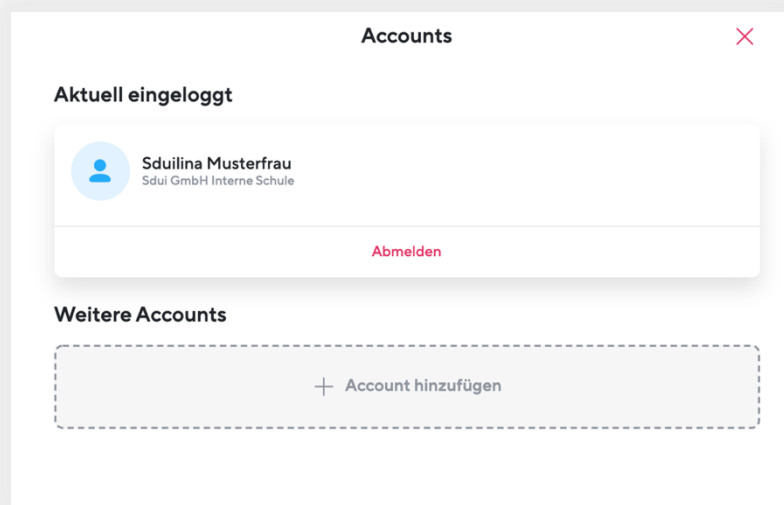 Accounts
Aktuell eingeloggt
Sduilina Musterfrau
Sdui GmbH Interne Schule
Abmelden
Weitere Accounts
Account hinzufügen